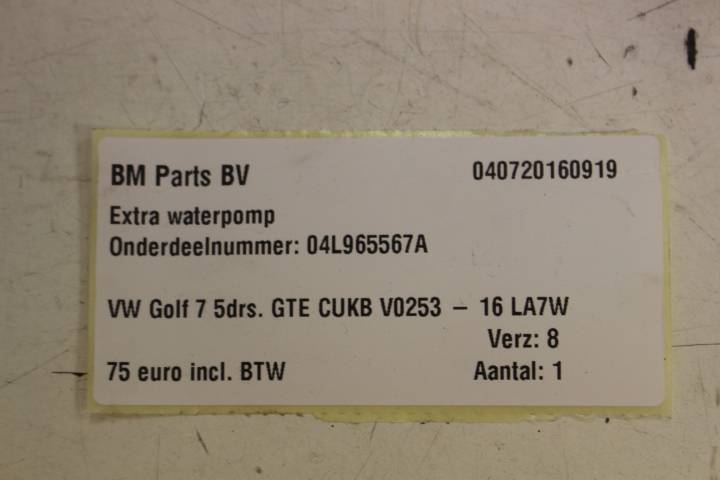 BM Parts BV 040720160919
Extra waterpomp
Onderdeelnummer: 04L965567A
VW Golf 7 5drs. GTE CUKB V0253 – 16 LA7W
Verz: 8
75 euro incl. BTW Aantal: 1